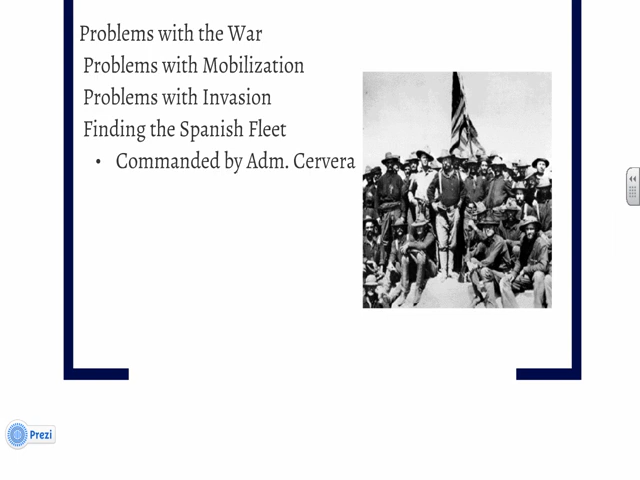 Problems with the War
Problems with Mobilization
Problems with Invasion
Finding the Spanish Fleet
• Commanded by Adm. Cervera
Prezi